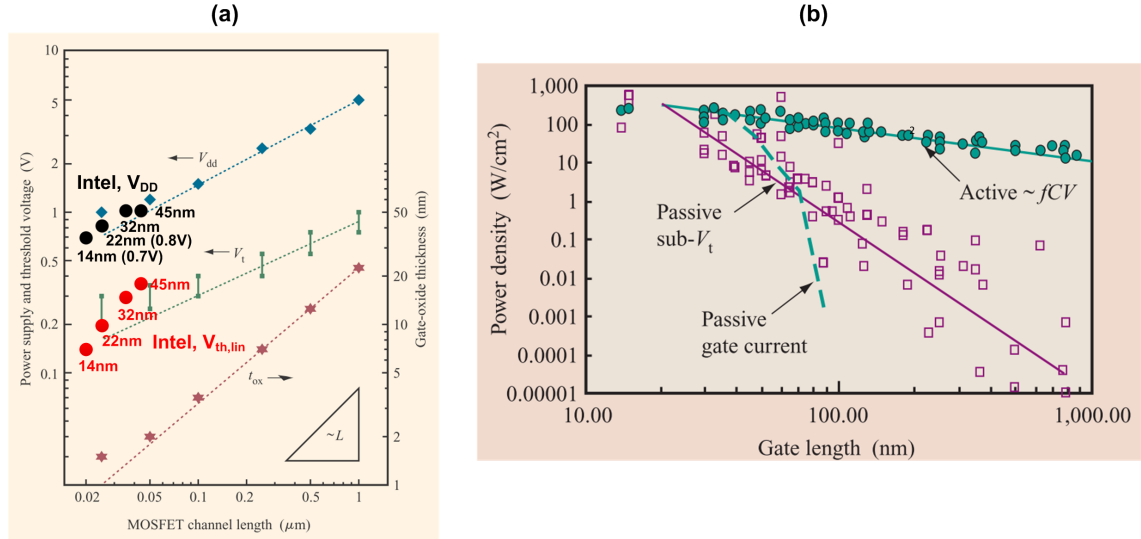 (a)
10
5
2
1
0.5
0.2
0.1
Power supply and threshold voltage (V)
Intel, VDD
Vdd
45nm
32nm
22nm (0.8V)
14nm (0.7V)
Vt
45nm
32nm
22nm
14nm
Intel, Vth,lin
tox
~L
50
20
10
5
2
1
Gate-oxide thickness (nm)
0.02
0.05
0.1
0.2
0.5
1
MOSFET channel length (μm)
(b)
1,000
100
10
1
0.1
0.01
0.001
0.0001
0.00001
Power density (W/cm2)
2
Active ~ fCV
Passive
sub-Vt
Passive
gate current
10.00
100.00
1,000.00
Gate length (nm)